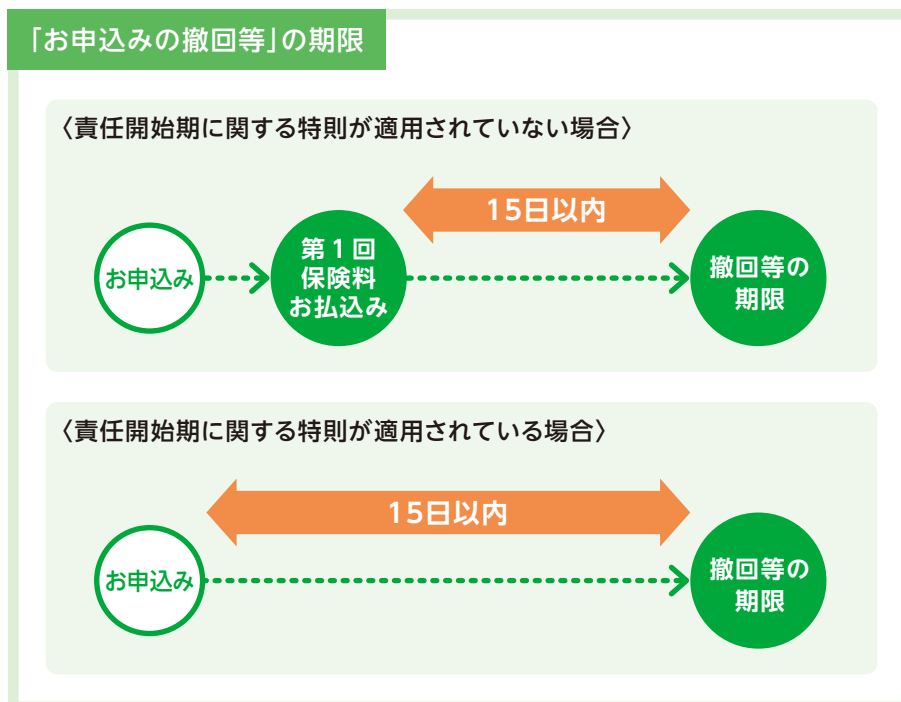 「お申込みの撤回等」の期限
〈責任開始期に関する特則が適用されていない場合〉
15日以内
お申込み
第1回
保険料
お払込み
撤回等の
期限
〈責任開始期に関する特則が適用されている場合〉
15日以内
お申込み
撤回等の
期限